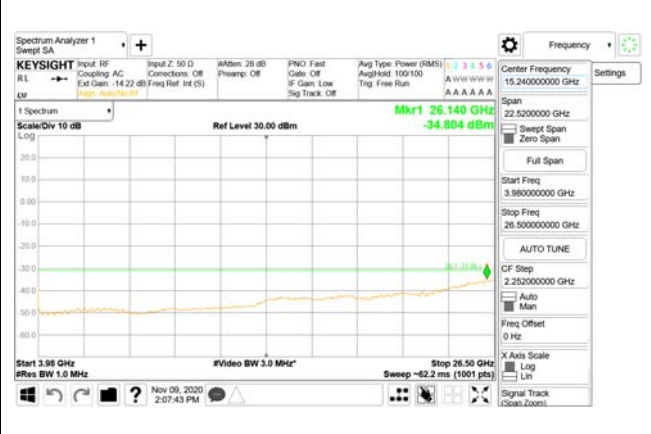 Spectrum Analyzer 1
Swept SA
Frequency
KEYSIGHT
RL
Input: RF
Coupling: AC
Ext Gain: -14.22 dB
Align: Auto/No RF
Input Z: 50 Ω
Corrections: Off
Freq Ref: Int (S)
#Atten: 28 dB
Preamp: Off
PNO: Fast
Gate: Off
IF Gain: Low
Sig Track: Off
Avg Type: Power (RMS)
Avg|Hold: 100/100
Trig: Free Run
1 2 3 4 5 6
A W W W W W
A A A A A A
1 Spectrum
Scale/Div 10 dB
Log
Ref Level 30.00 dBm
Mkr1 26.140 GHz
-34.804 dBm
20.0
10.0
0.00
-10.0
-20.0
-30.0
-40.0
-50.0
-60.0
Start 3.98 GHz
#Res BW 1.0 MHz
#Video BW 3.0 MHz*
Stop 26.50 GHz
Sweep ~62.2 ms (1001 pts)
Nov 09, 2020
2:07:43 PM
Center Frequency
15.240000000 GHz
Settings
Span
22.5200000 GHz
Swept Span
Zero Span
Full Span
Start Freq
3.980000000 GHz
Stop Freq
26.500000000 GHz
AUTO TUNE
CF Step
2.252000000 GHz
Auto
Man
Freq Offset
0 Hz
X Axis Scale
Log
Lin
Signal Track
(Span Zoom)